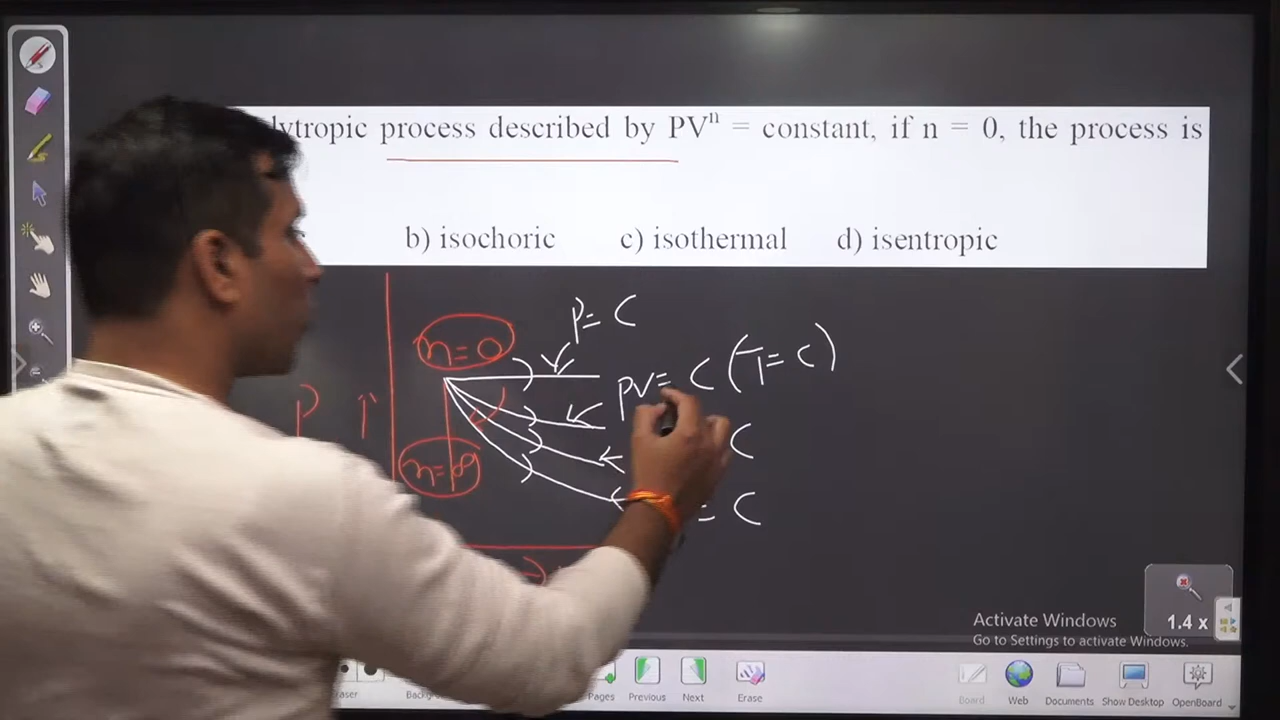 lytropic process described by PVⁿ = constant, if n = 0, the process is
b) isochoric c) isothermal d) isentropic
P = C
n = 0
PV = C (T = C)
P ↑
C
n = ∞
= C
Activate Windows
Go to Settings to activate Windows.
1.4 x
Pages Previous Next Erase Board Web Documents Show Desktop OpenBoard